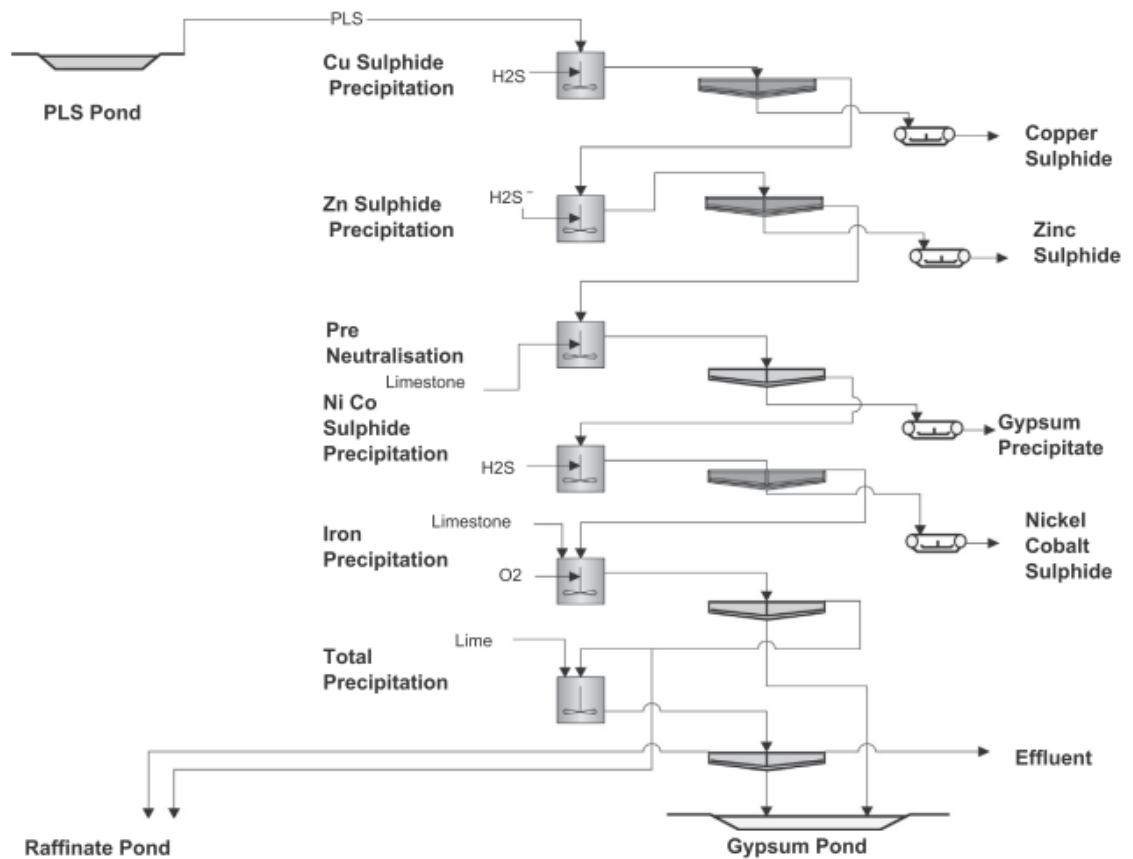 PLS
Cu Sulphide
Precipitation
H2S
PLS Pond
Copper
Sulphide
Zn Sulphide
Precipitation
H2S
Zinc
Sulphide
Pre
Neutralisation
Limestone
Ni Co
Sulphide
Precipitation
Gypsum
Precipitate
H2S
Limestone
Iron
Precipitation
O2
Nickel
Cobalt
Sulphide
Lime
Total
Precipitation
Effluent
Raffinate Pond
Gypsum Pond